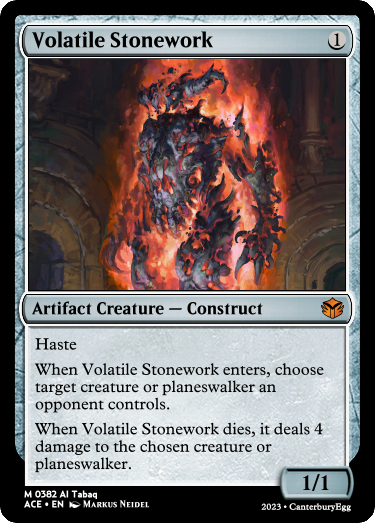 Volatile Stonework 1
Artifact Creature — Construct
Haste
When Volatile Stonework enters, choose
target creature or planeswalker an
opponent controls.
When Volatile Stonework dies, it deals 4
damage to the chosen creature or
planeswalker.
1/1
M 0382 Al Tabaq
ACE • EN Markus Neidel
2023 • CanterburyEgg